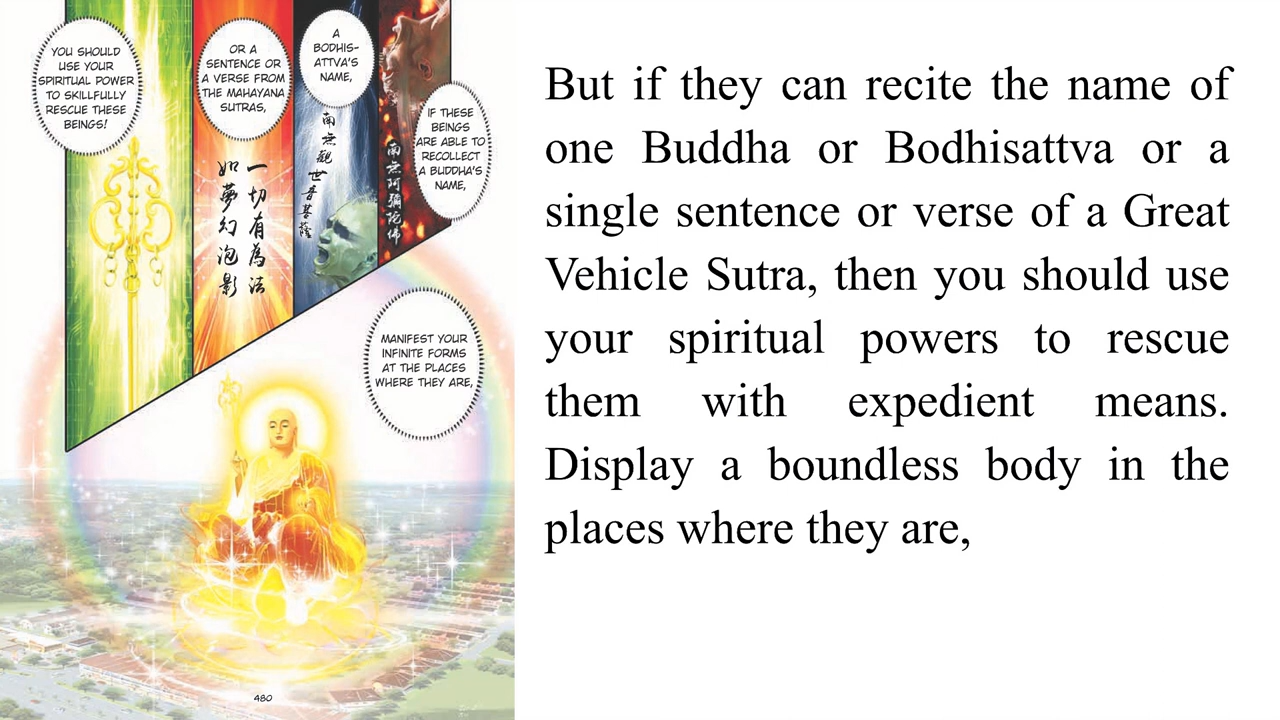 IF THESE
BEINGS
ARE ABLE TO
RECOLLECT
A BUDDHA'S
NAME,
南無阿彌陀佛
A
BODHIS-
ATTVA'S
NAME,
南無觀世音菩薩
OR A
SENTENCE OR
A VERSE FROM
THE MAHAYANA
SUTRAS,
一切有為法
如夢幻泡影
YOU SHOULD
USE YOUR
SPIRITUAL POWER
TO SKILLFULLY
RESCUE THESE
BEINGS!
MANIFEST YOUR
INFINITE FORMS
AT THE PLACES
WHERE THEY ARE,
480
But if they can recite the name of
one Buddha or Bodhisattva or a
single sentence or verse of a Great
Vehicle Sutra, then you should use
your spiritual powers to rescue
them with expedient means.
Display a boundless body in the
places where they are,